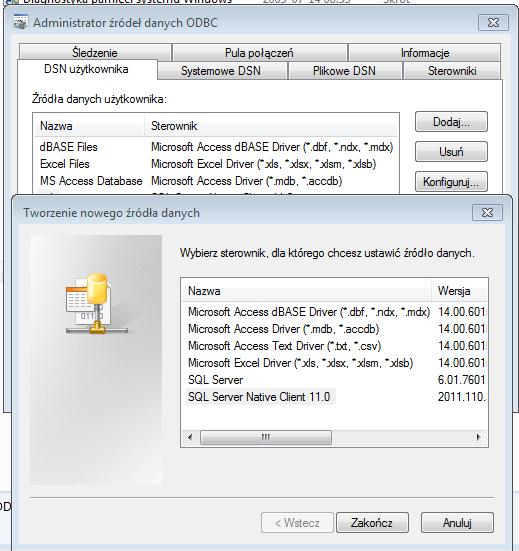 Diagnostyka pamięci systemu Windows 2009-07-14 06:55 Skrót
Administrator źródeł danych ODBC
Śledzenie Pula połączeń Informacje
DSN użytkownika Systemowe DSN Plikowe DSN Sterowniki
Źródła danych użytkownika:
Nazwa Sterownik
dBASE Files Microsoft Access dBASE Driver (*.dbf, *.ndx, *.mdx)
Excel Files Microsoft Excel Driver (*.xls, *.xlsx, *.xlsm, *.xlsb)
MS Access Database Microsoft Access Driver (*.mdb, *.accdb)
Dodaj...
Usuń
Konfiguruj...
Tworzenie nowego źródła danych
Wybierz sterownik, dla którego chcesz ustawić źródło danych.
Nazwa Wersja
Microsoft Access dBASE Driver (*.dbf, *.ndx, *.mdx) 14.00.601
Microsoft Access Driver (*.mdb, *.accdb) 14.00.601
Microsoft Access Text Driver (*.txt, *.csv) 14.00.601
Microsoft Excel Driver (*.xls, *.xlsx, *.xlsm, *.xlsb) 14.00.601
SQL Server 6.01.7601
SQL Server Native Client 11.0 2011.110.
< Wstecz Zakończ Anuluj